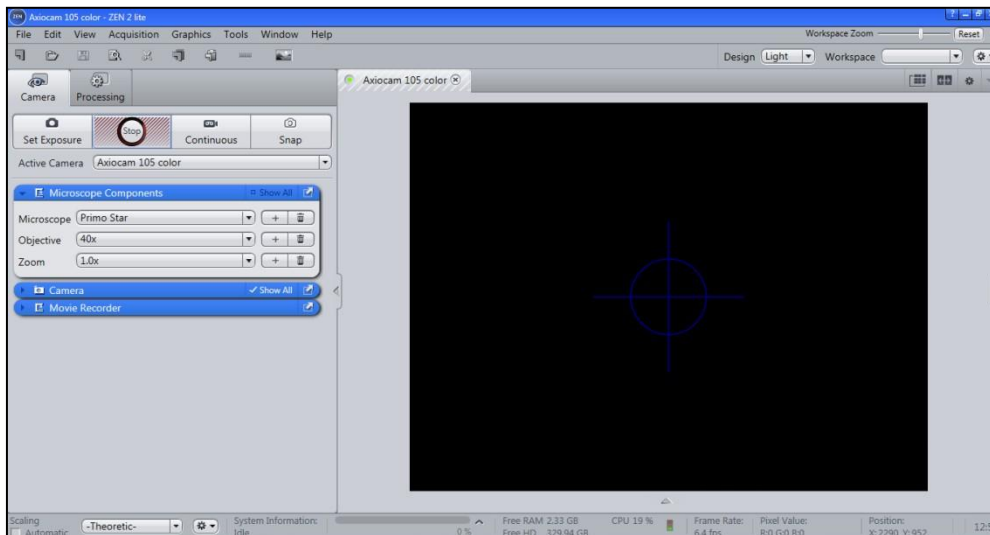 ZEN Axiocam 105 color - ZEN 2 lite
File Edit View Acquisition Graphics Tools Window Help Workspace Zoom Reset
Design Light Workspace
Camera Processing
Axiocam 105 color
Set Exposure Stop Continuous Snap
Active Camera Axiocam 105 color
Microscope Components Show All
Microscope Primo Star
Objective 40x
Zoom 1.0x
Camera Show All
Movie Recorder
Scaling -Theoretic- System Information: Free RAM 2.33 GB CPU 19 % Frame Rate: Pixel Value: Position:
Automatic Idle 0 % Free HD 329.94 GB 6.4 fps R:0 G:0 B:0 X: 2290 Y: 952